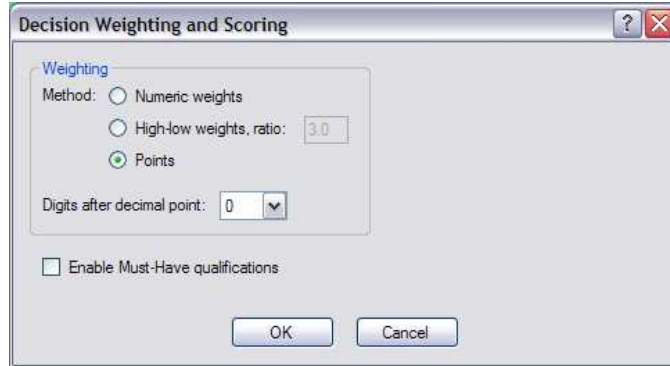 Decision Weighting and Scoring
Weighting
Method: Numeric weights
High-low weights, ratio: 3.0
Points
Digits after decimal point: 0
Enable Must-Have qualifications
OK Cancel